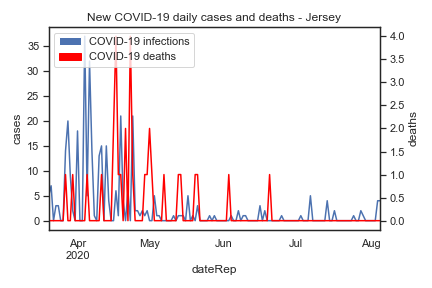 New COVID-19 daily cases and deaths - Jersey
COVID-19 infections
COVID-19 deaths
cases
35
30
25
20
15
10
5
0
deaths
4.0
3.5
3.0
2.5
2.0
1.5
1.0
0.5
0.0
Apr May Jun Jul Aug
2020
dateRep